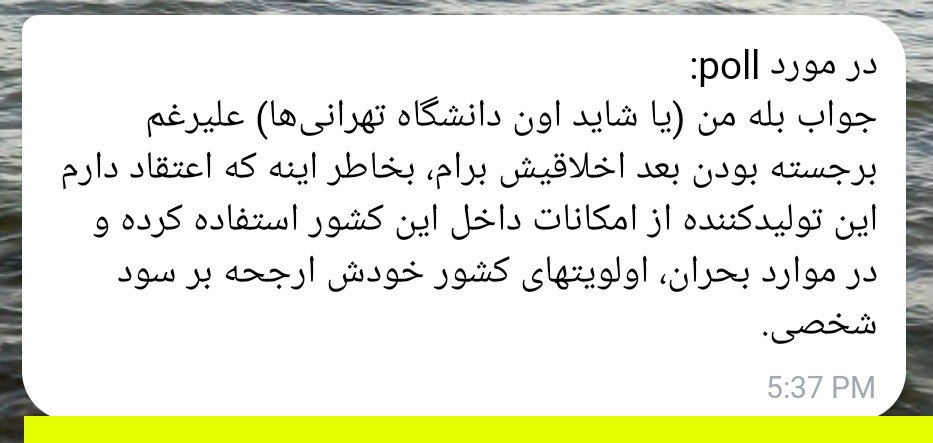 در مورد poll:
جواب بله من (یا شاید اون دانشگاه تهرانی‌ها) علیرغم
برجسته بودن بعد اخلاقیش برام، بخاطر اینه که اعتقاد دارم
این تولیدکننده از امکانات داخل این کشور استفاده کرده و
در موارد بحران، اولویتهای کشور خودش ارجحه بر سود
شخصی.
5:37 PM